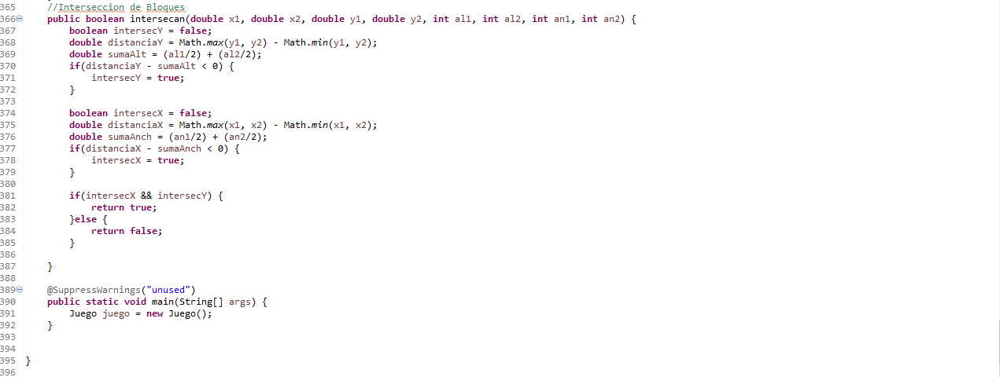 365 //Interseccion de Bloques
366 public boolean intersecan(double x1, double x2, double y1, double y2, int al1, int al2, int an1, int an2) {
367 boolean intersecY = false;
368 double distanciaY = Math.max(y1, y2) - Math.min(y1, y2);
369 double sumaAlt = (al1/2) + (al2/2);
370 if(distanciaY - sumaAlt < 0) {
371 intersecY = true;
372 }
373
374 boolean intersecX = false;
375 double distanciaX = Math.max(x1, x2) - Math.min(x1, x2);
376 double sumaAnch = (an1/2) + (an2/2);
377 if(distanciaX - sumaAnch < 0) {
378 intersecX = true;
379 }
380
381 if(intersecX && intersecY) {
382 return true;
383 }else {
384 return false;
385 }
386
387 }
388
389 @SuppressWarnings("unused")
390 public static void main(String[] args) {
391 Juego juego = new Juego();
392 }
393
394
395 }
396